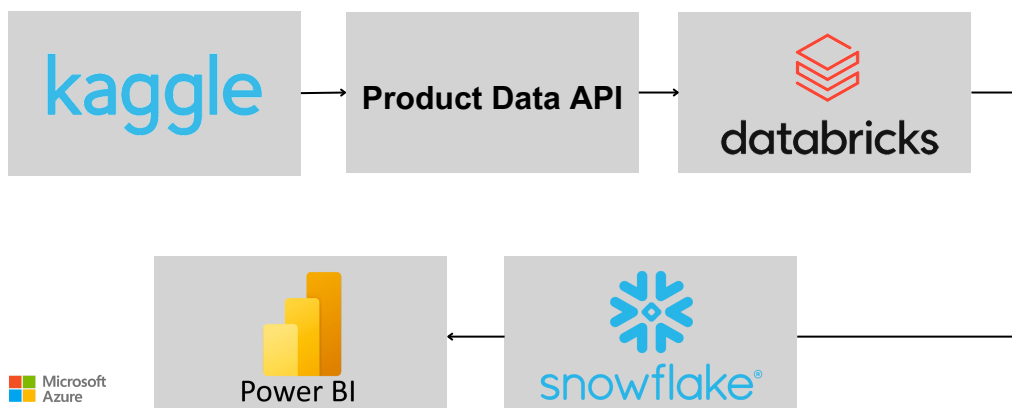 kaggle
Product Data API
databricks
Power BI
snowflake®
Microsoft
Azure